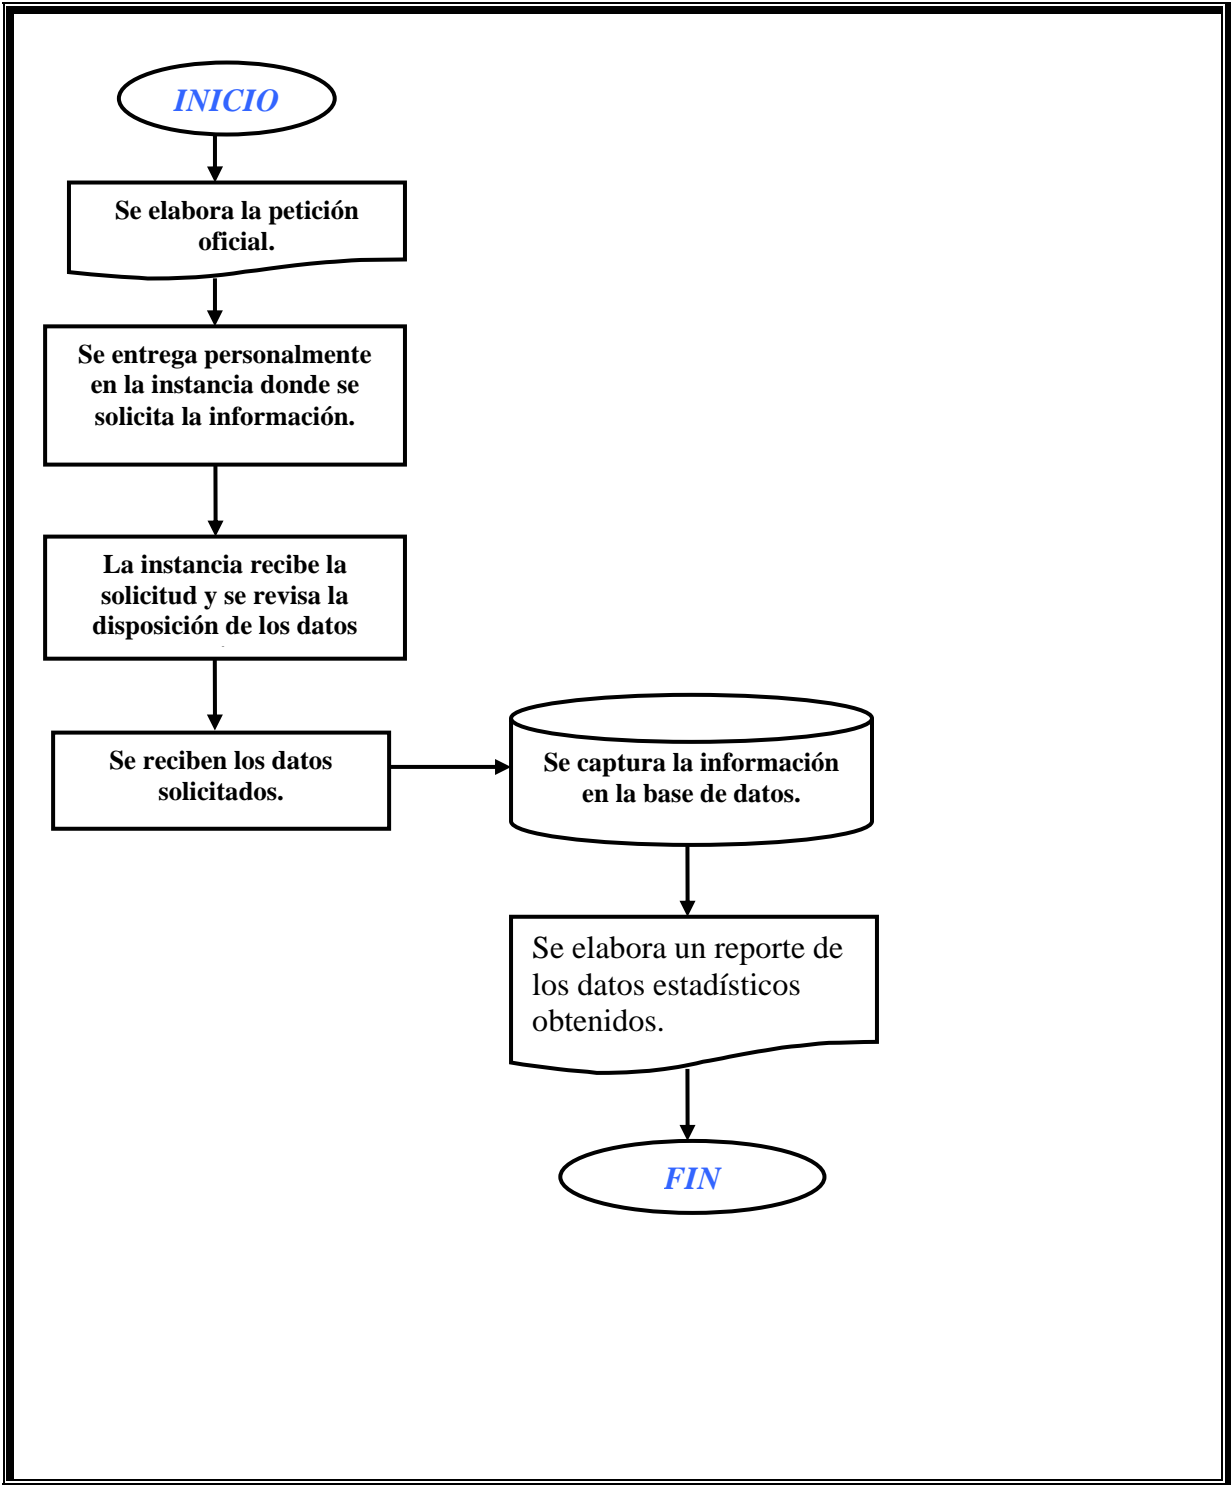 INICIO
Se elabora la petición
oficial.
Se entrega personalmente
en la instancia donde se
solicita la información.
La instancia recibe la
solicitud y se revisa la
disposición de los datos
Se reciben los datos
solicitados.
Se captura la información
en la base de datos.
Se elabora un reporte de
los datos estadísticos
obtenidos.
FIN